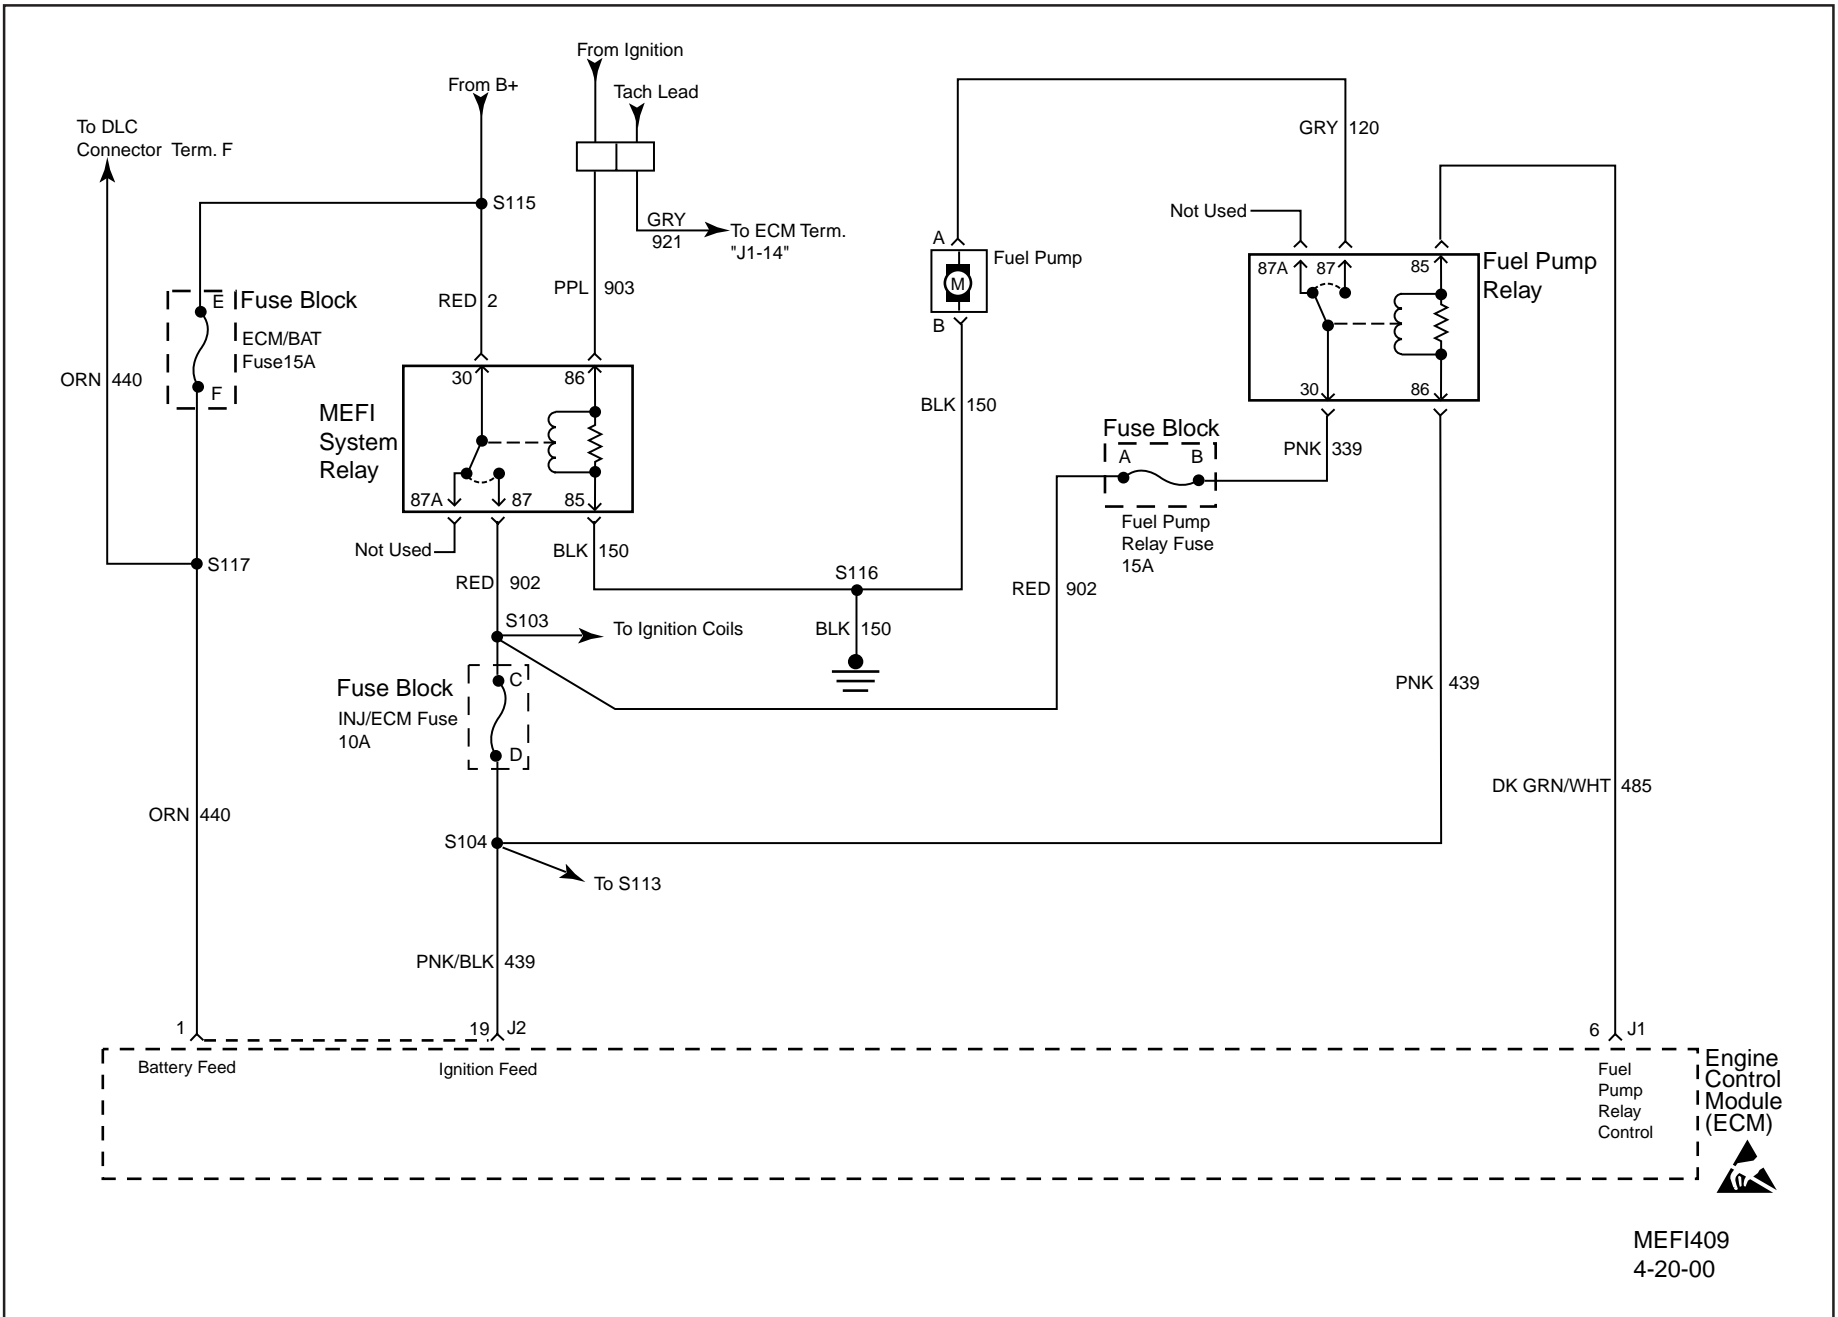 From Ignition
From B+
Tach Lead
To DLC
Connector Term. F
GRY 120
S115
Not Used
GRY
921
To ECM Term.
"J1-14"
A
Fuel Pump
M
B
87A 87 85
Fuel Pump
Relay
RED 2
PPL 903
E
Fuse Block
ECM/BAT
Fuse15A
F
ORN 440
30 86
30 86
MEFI
System
Relay
BLK 150
Fuse Block
A B
PNK 339
87A 87 85
Fuel Pump
Relay Fuse
15A
Not Used
BLK 150
S117
RED 902
S116
RED 902
S103
To Ignition Coils
BLK 150
Fuse Block
INJ/ECM Fuse
10A
C
D
PNK 439
DK GRN/WHT 485
ORN 440
S104
To S113
PNK/BLK 439
1
19 J2
6 J1
Battery Feed
Ignition Feed
Fuel
Pump
Relay
Control
Engine
Control
Module
(ECM)
MEFI409
4-20-00